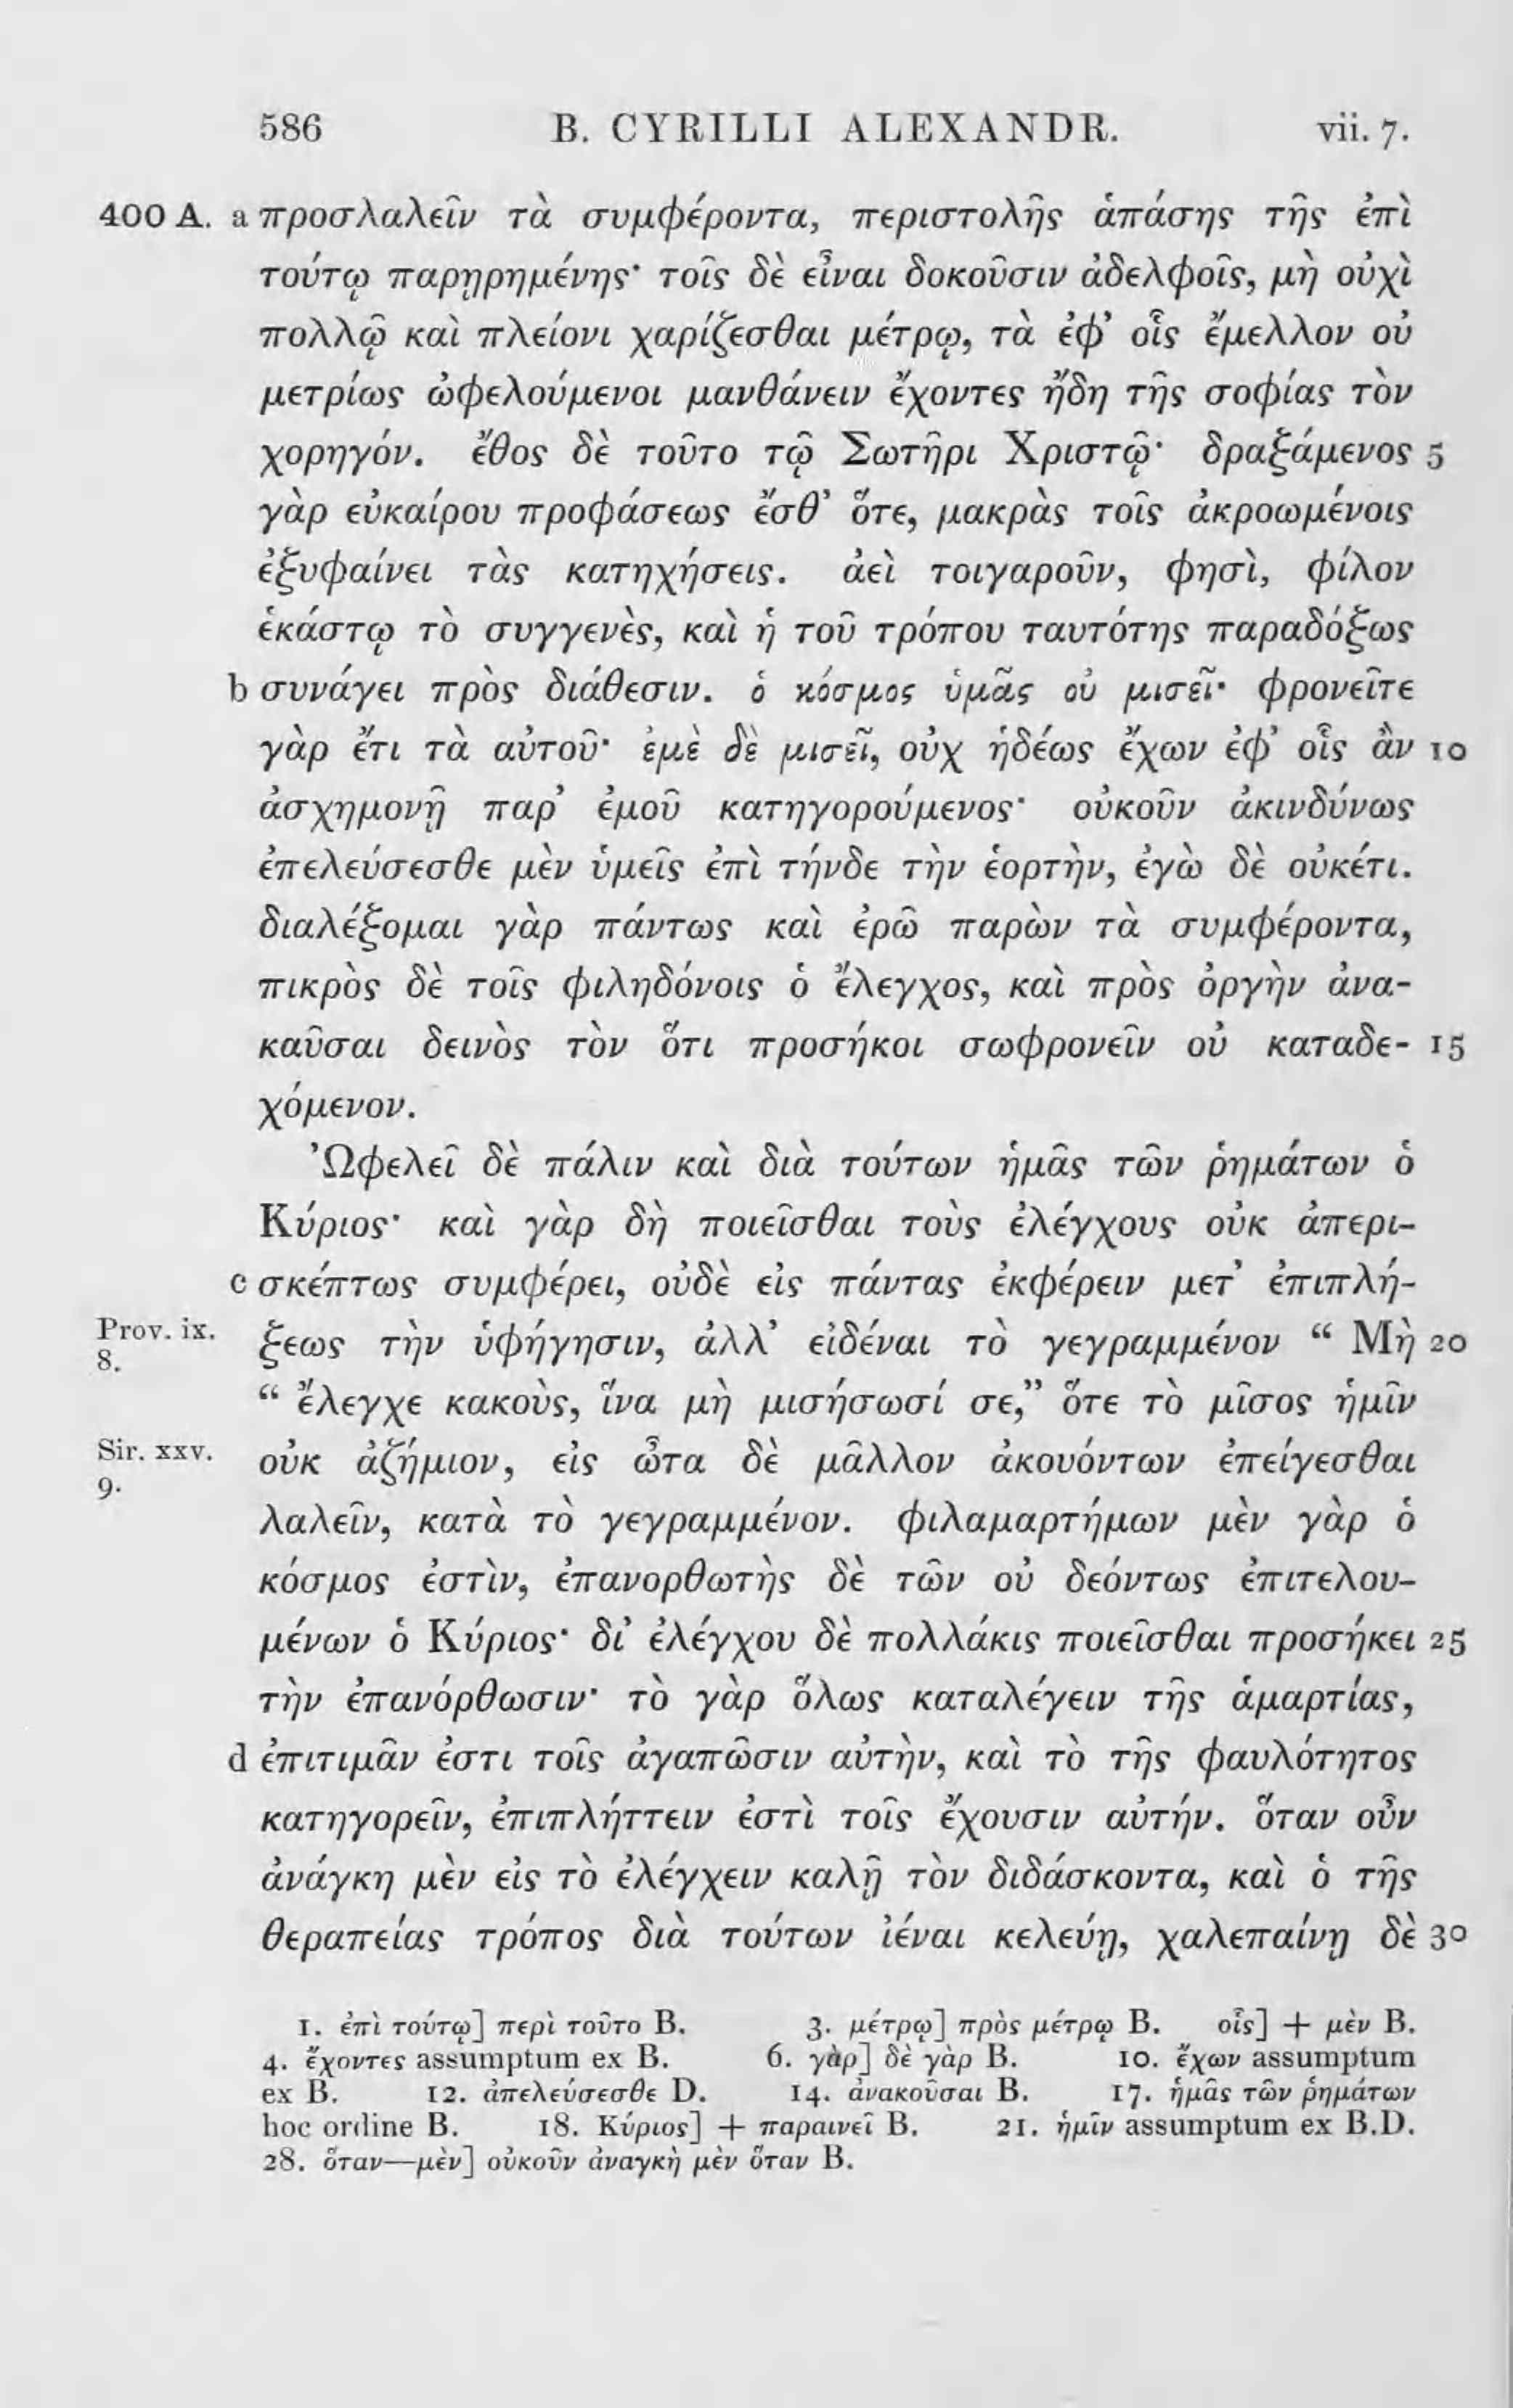 586 B. CYRILLI ALEXANDR. vii. 7.
400 A. a προσλαλεῖν τὰ συμφέροντα, περιστολῆς ἁπάσης τῆς ἐπὶ
τούτῳ παρῃρημένης· τοῖς δὲ εἶναι δοκοῦσιν ἀδελφοῖς, μὴ οὐχὶ
πολλῷ καὶ πλείονι χαρίζεσθαι μέτρῳ, τὰ ἐφ’ οἷς ἔμελλον οὐ
μετρίως ὠφελούμενοι μανθάνειν ἔχοντες ἤδη τῆς σοφίας τὸν
χορηγόν. ἔθος δὲ τοῦτο τῷ Σωτῆρι Χριστῷ· δραξάμενος 5
γὰρ εὐκαίρου προφάσεως ἔσθ’ ὅτε, μακρὰς τοῖς ἀκροωμένοις
ἐξυφαίνει τὰς κατηχήσεις. ἀεὶ τοιγαροῦν, φησὶ, φίλον
ἑκάστῳ τὸ συγγενὲς, καὶ ἡ τοῦ τρόπου ταυτότης παραδόξως
b συνάγει πρὸς διάθεσιν. ὁ κόσμος ὑμᾶς οὐ μισεῖ· φρονεῖτε
γὰρ ἔτι τὰ αὐτοῦ· ἐμὲ δὲ μισεῖ, οὐχ ἡδέως ἔχων ἐφ’ οἷς ἂν 10
ἀσχημονῇ παρ’ ἐμοῦ κατηγορούμενος· οὐκοῦν ἀκινδύνως
ἐπελεύσεσθε μὲν ὑμεῖς ἐπὶ τήνδε τὴν ἑορτὴν, ἐγὼ δὲ οὐκέτι.
διαλέξομαι γὰρ πάντως καὶ ἐρῶ παρὼν τὰ συμφέροντα,
πικρὸς δὲ τοῖς φιληδόνοις ὁ ἔλεγχος, καὶ πρὸς ὀργὴν ἀνα-
καῦσαι δεινὸς τὸν ὅτι προσήκοι σωφρονεῖν οὐ καταδε- 15
χόμενον.
Ὠφελεῖ δὲ πάλιν καὶ διὰ τούτων ἡμᾶς τῶν ῥημάτων ὁ
Κύριος· καὶ γὰρ δὴ ποιεῖσθαι τοὺς ἐλέγχους οὐκ ἀπερι-
c σκέπτως συμφέρει, οὐδὲ εἰς πάντας ἐκφέρειν μετ’ ἐπιπλή-
Prov. ix. 8. ξεως τὴν ὑφήγησιν, ἀλλ’ εἰδέναι τὸ γεγραμμένον “ Μὴ 20
“ ἔλεγχε κακοὺς, ἵνα μὴ μισήσωσί σε,” ὅτε τὸ μῖσος ἡμῖν
Sir. xxv. 9. οὐκ ἀζήμιον, εἰς ὦτα δὲ μᾶλλον ἀκουόντων ἐπείγεσθαι
λαλεῖν, κατὰ τὸ γεγραμμένον. φιλαμαρτήμων μὲν γὰρ ὁ
κόσμος ἐστὶν, ἐπανορθωτὴς δὲ τῶν οὐ δεόντως ἐπιτελου-
μένων ὁ Κύριος· δι’ ἐλέγχου δὲ πολλάκις ποιεῖσθαι προσήκει 25
τὴν ἐπανόρθωσιν· τὸ γὰρ ὅλως καταλέγειν τῆς ἁμαρτίας,
d ἐπιτιμᾶν ἐστι τοῖς ἀγαπῶσιν αὐτὴν, καὶ τὸ τῆς φαυλότητος
κατηγορεῖν, ἐπιπλήττειν ἐστὶ τοῖς ἔχουσιν αὐτήν. ὅταν οὖν
ἀνάγκη μὲν εἰς τὸ ἐλέγχειν καλῇ τὸν διδάσκοντα, καὶ ὁ τῆς
θεραπείας τρόπος διὰ τούτων ἰέναι κελεύῃ, χαλεπαίνῃ δὲ 30
1. ἐπὶ τούτῳ] περὶ τοῦτο B. 3. μέτρῳ] πρὸς μέτρῳ B. οἷς] + μὲν B.
4. ἔχοντες assumptum ex B. 6. γὰρ] δὲ γὰρ B. 10. ἔχων assumptum
ex B. 12. ἀπελεύσεσθε D. 14. ἀνακοῦσαι B. 17. ἡμᾶς τῶν ῥημάτων
hoc ordine B. 18. Κύριος] + παραινεῖ B. 21. ἡμῖν assumptum ex B.D.
28. ὅταν—μὲν] οὐκοῦν ἀναγκὴ μὲν ὅταν B.